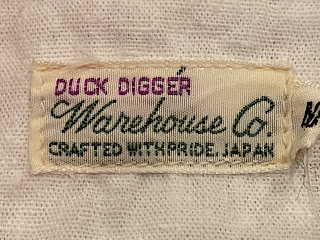 DUCK DIGGER
Warehouse Co.
CRAFTED WITH PRIDE. JAPAN
M